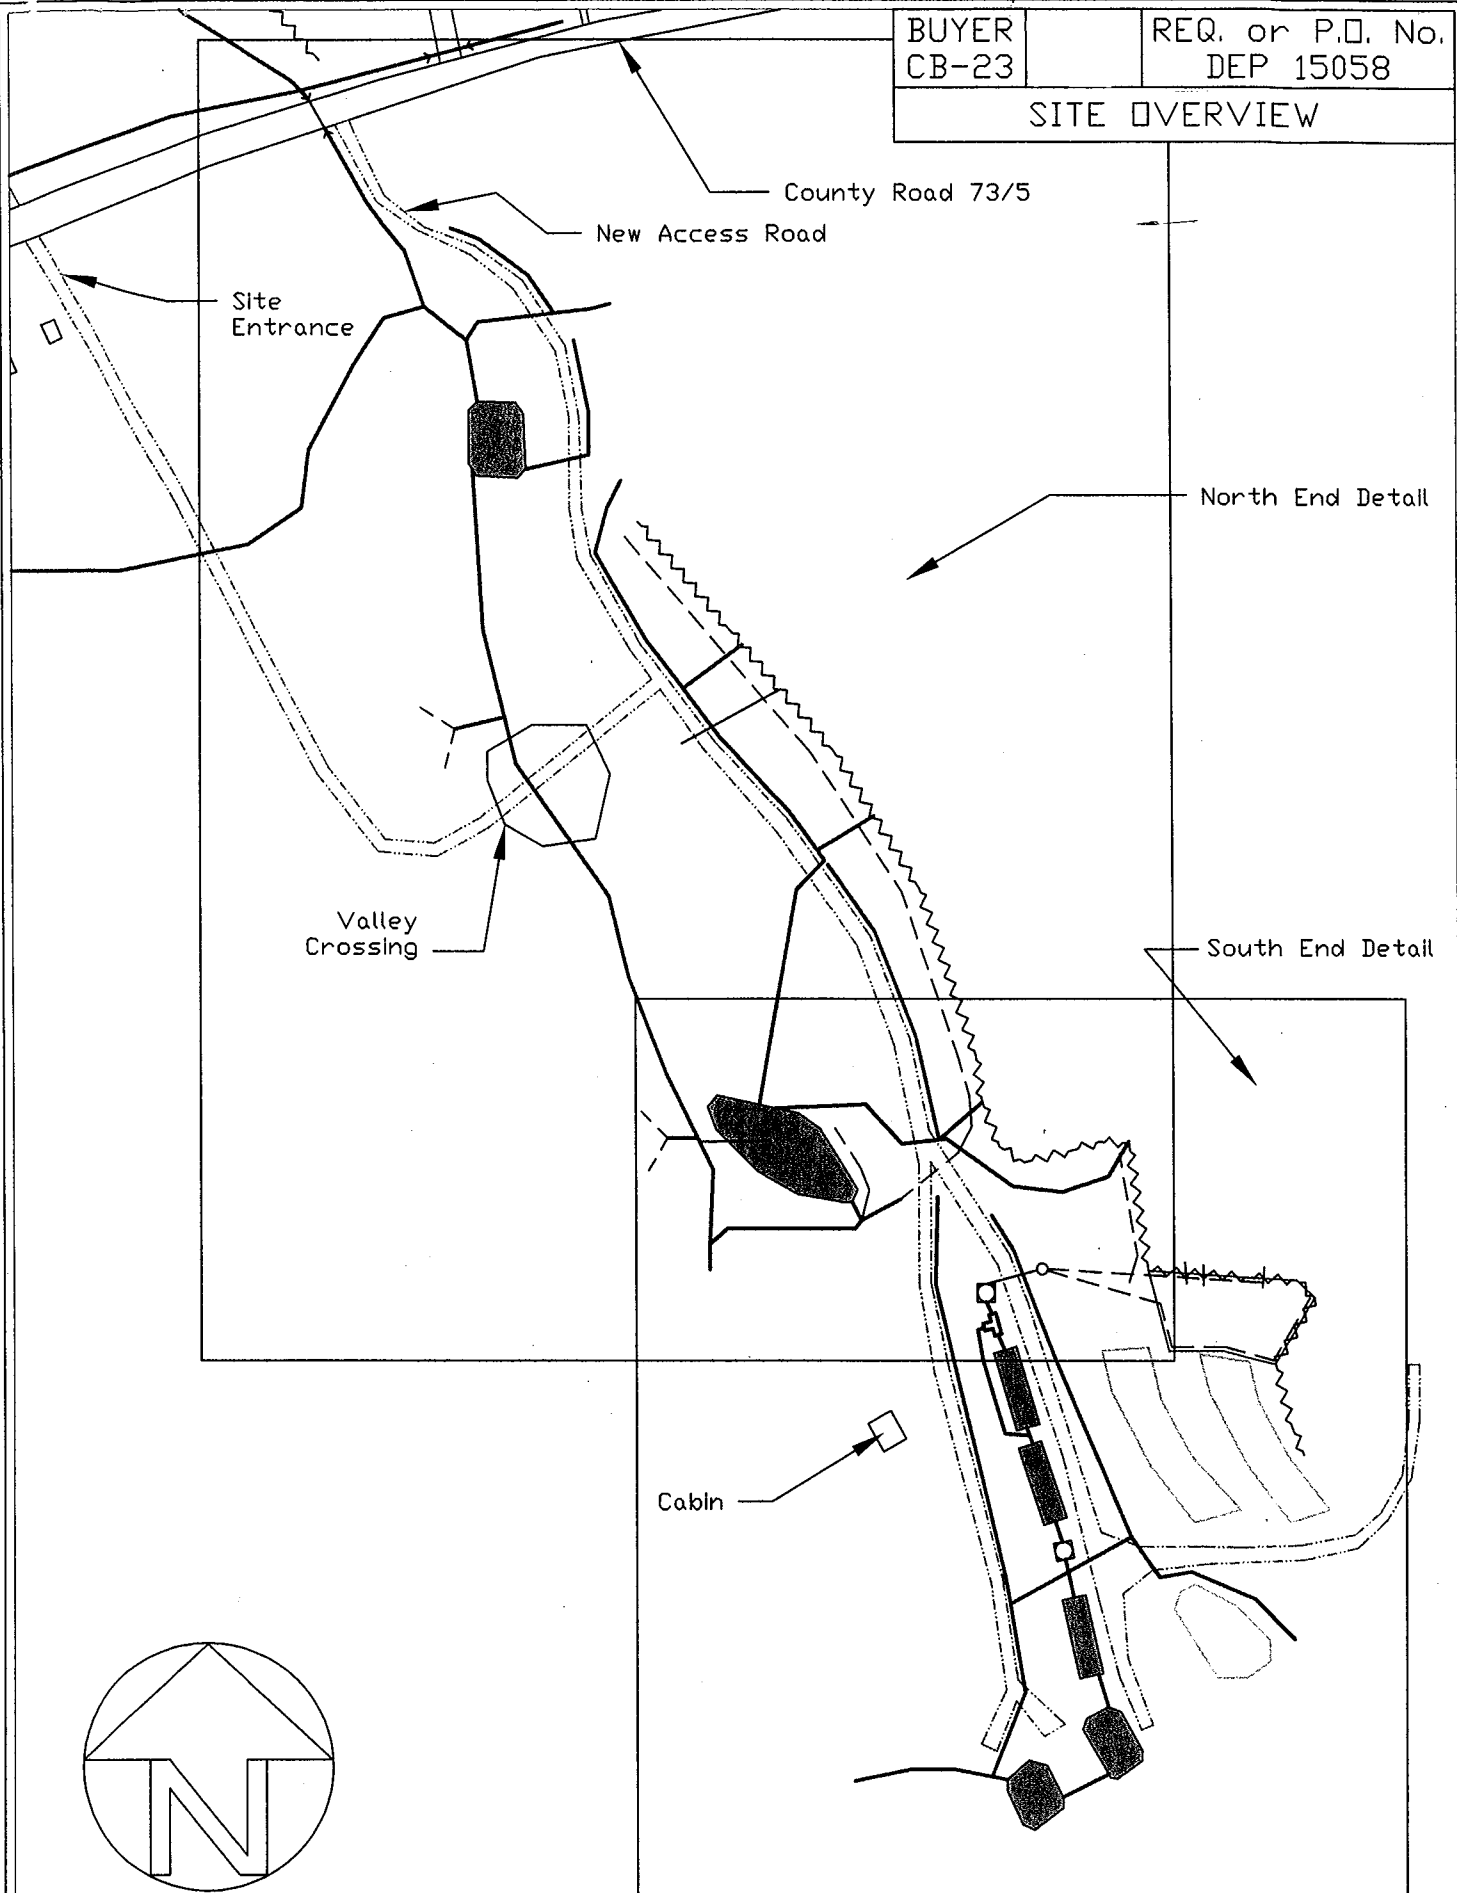 BUYER
CB-23
REQ. or P.O. No.
DEP 15058
SITE OVERVIEW
County Road 73/5
New Access Road
Site
Entrance
North End Detail
Valley
Crossing
South End Detail
Cabin
N